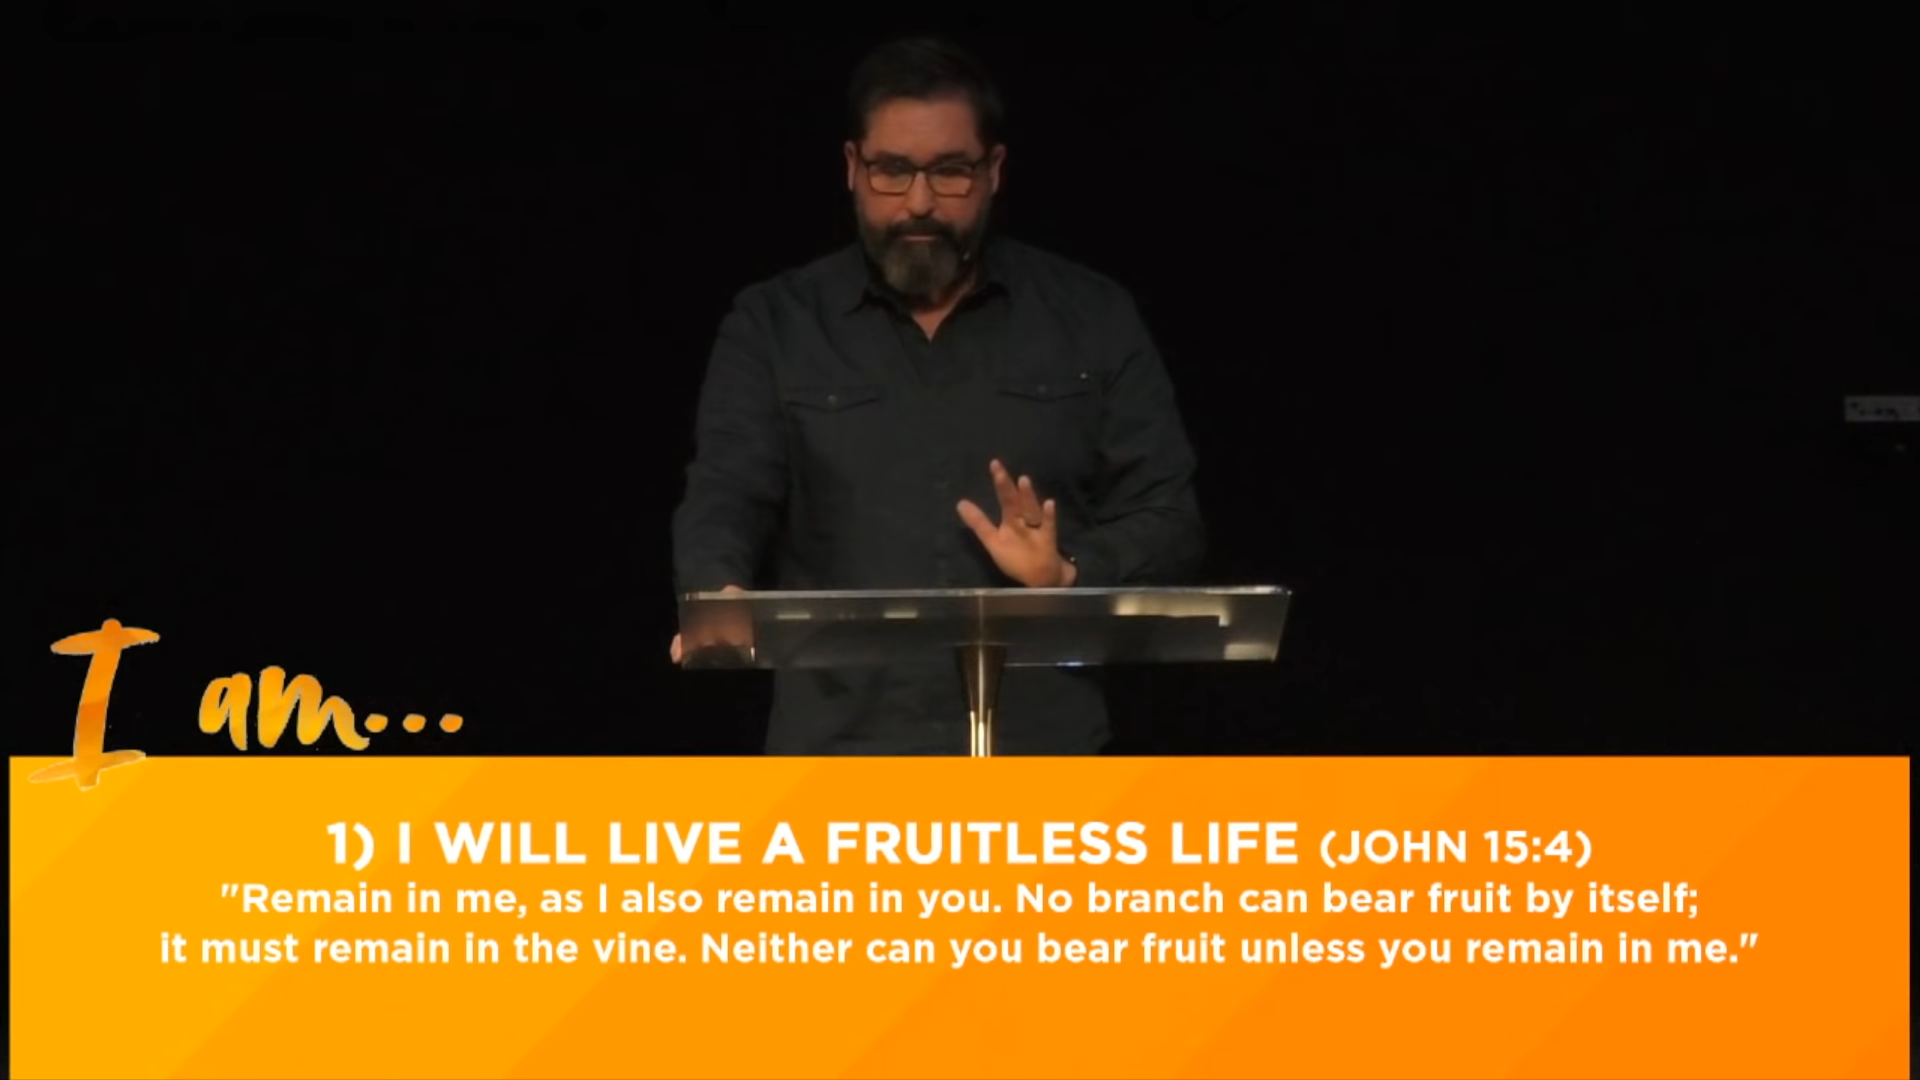 I am...
1) I WILL LIVE A FRUITLESS LIFE (JOHN 15:4)
"Remain in me, as I also remain in you. No branch can bear fruit by itself;
it must remain in the vine. Neither can you bear fruit unless you remain in me."